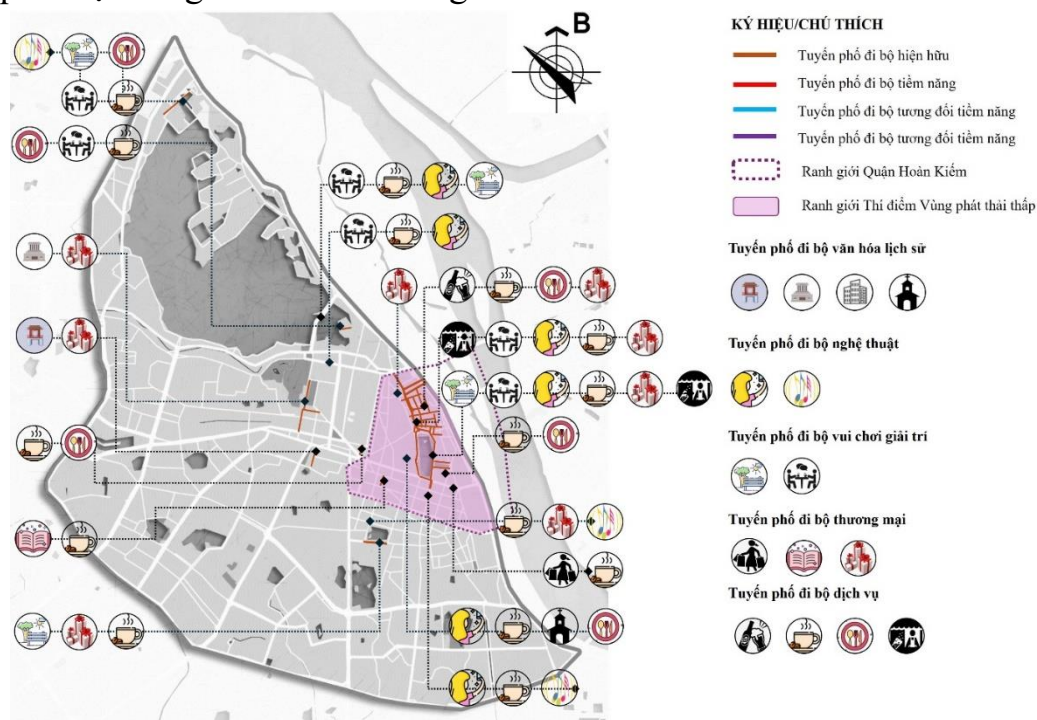 B
KÝ HIỆU/CHÚ THÍCH
Tuyến phố đi bộ hiện hữu
Tuyến phố đi bộ tiềm năng
Tuyến phố đi bộ tương đối tiềm năng
Tuyến phố đi bộ tương đối tiềm năng
Ranh giới Quận Hoàn Kiếm
Ranh giới Thí điểm Vùng phát thải thấp
Tuyến phố đi bộ văn hóa lịch sử
Tuyến phố đi bộ nghệ thuật
Tuyến phố đi bộ vui chơi giải trí
Tuyến phố đi bộ thương mại
Tuyến phố đi bộ dịch vụ